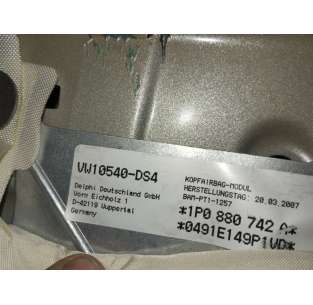 VW10540-DS4
Delphi Deutschland GmbH
Vorm Eichholz 1
D-42119 Wuppertal
Germany
KOPFAIRBAG-MODUL
HERSTELLUNGSTAG: 20.03.2007
BAM-PT1-1257
*1P0 880 742 A*
*0491E149P1VD*